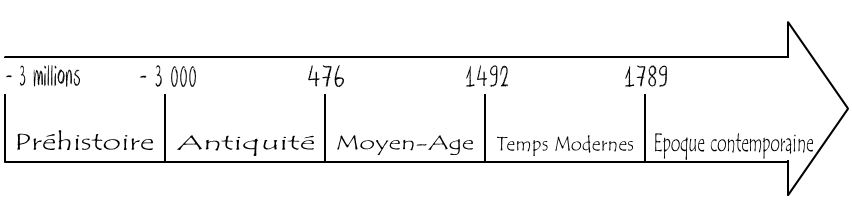 - 3 millions - 3 000 476 1492 1789
Préhistoire Antiquité Moyen-Age Temps Modernes Epoque contemporaine